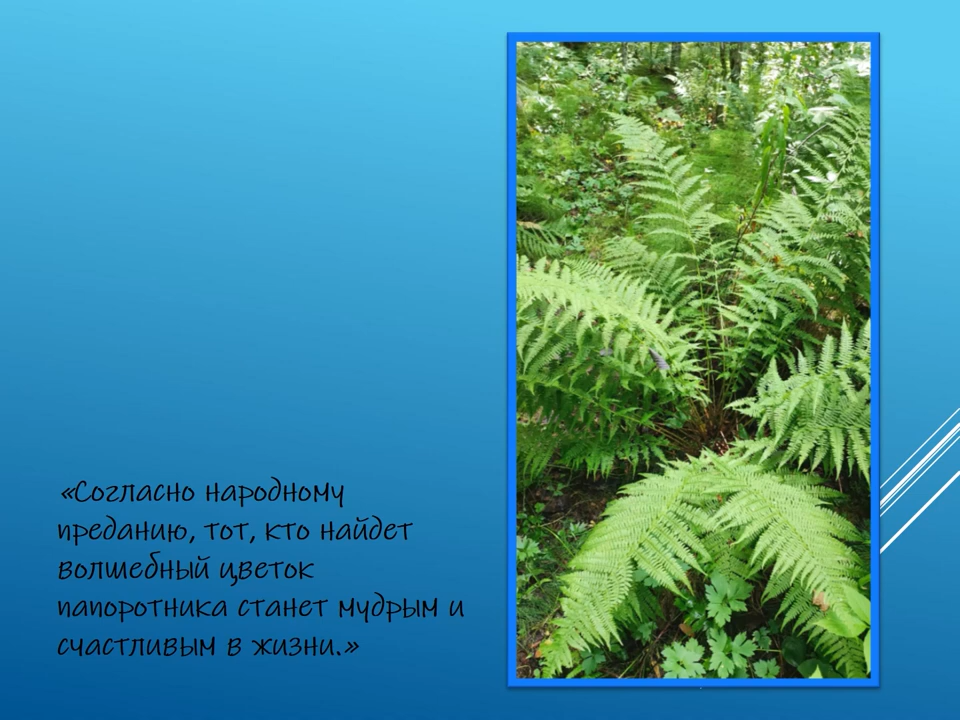 «Согласно народному
преданию, тот, кто найдет
волшебный цветок
папоротника станет мудрым и
счастливым в жизни.»